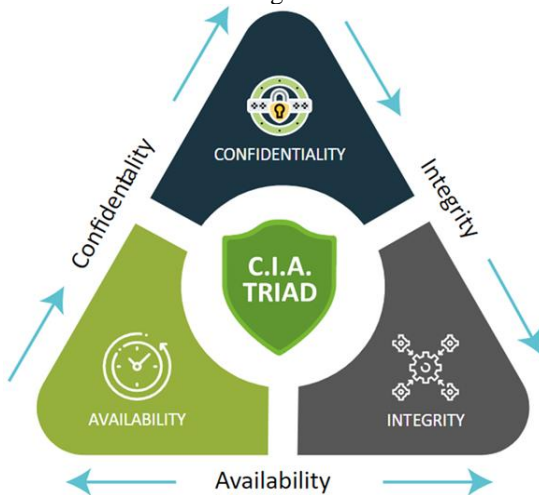 CONFIDENTIALITY
Confidentality
Integrity
C.I.A.
TRIAD
AVAILABILITY
INTEGRITY
Availability